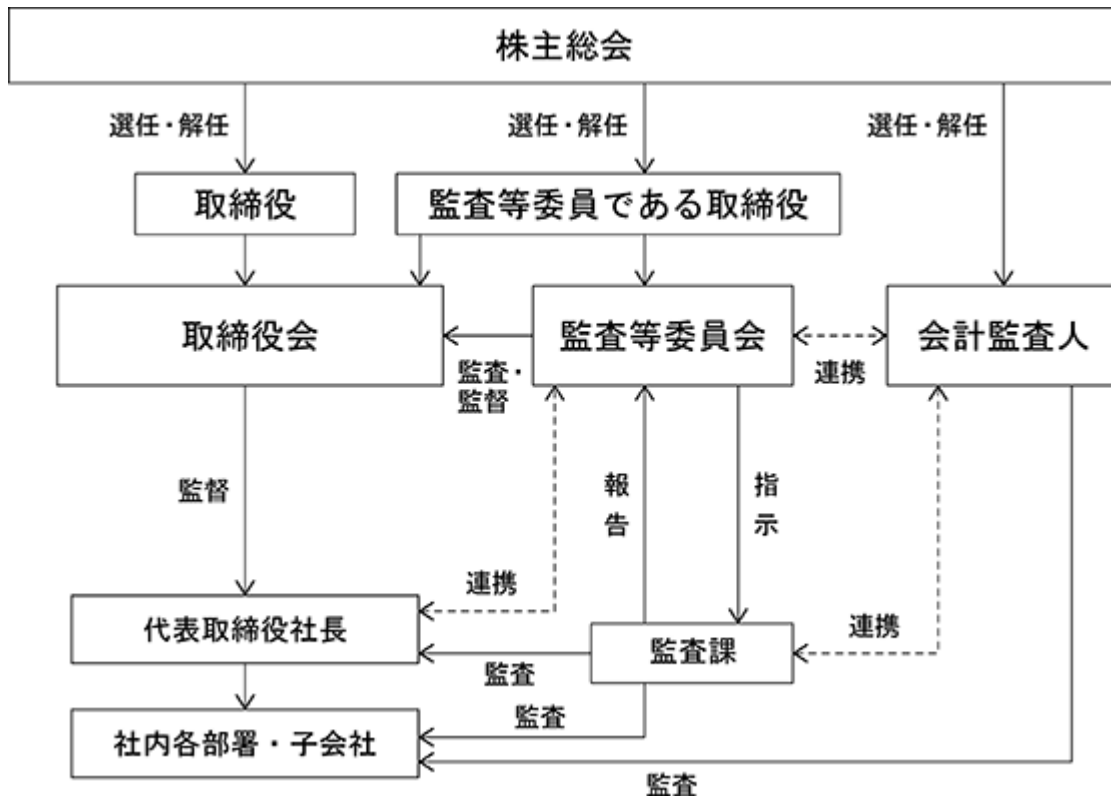 株主総会
選任・解任
選任・解任
選任・解任
取締役
監査等委員である取締役
取締役会
監査等委員会
会計監査人
監査・
監督
連携
監督
報告
指示
連携
連携
代表取締役社長
監査課
監査
監査
社内各部署・子会社
監査